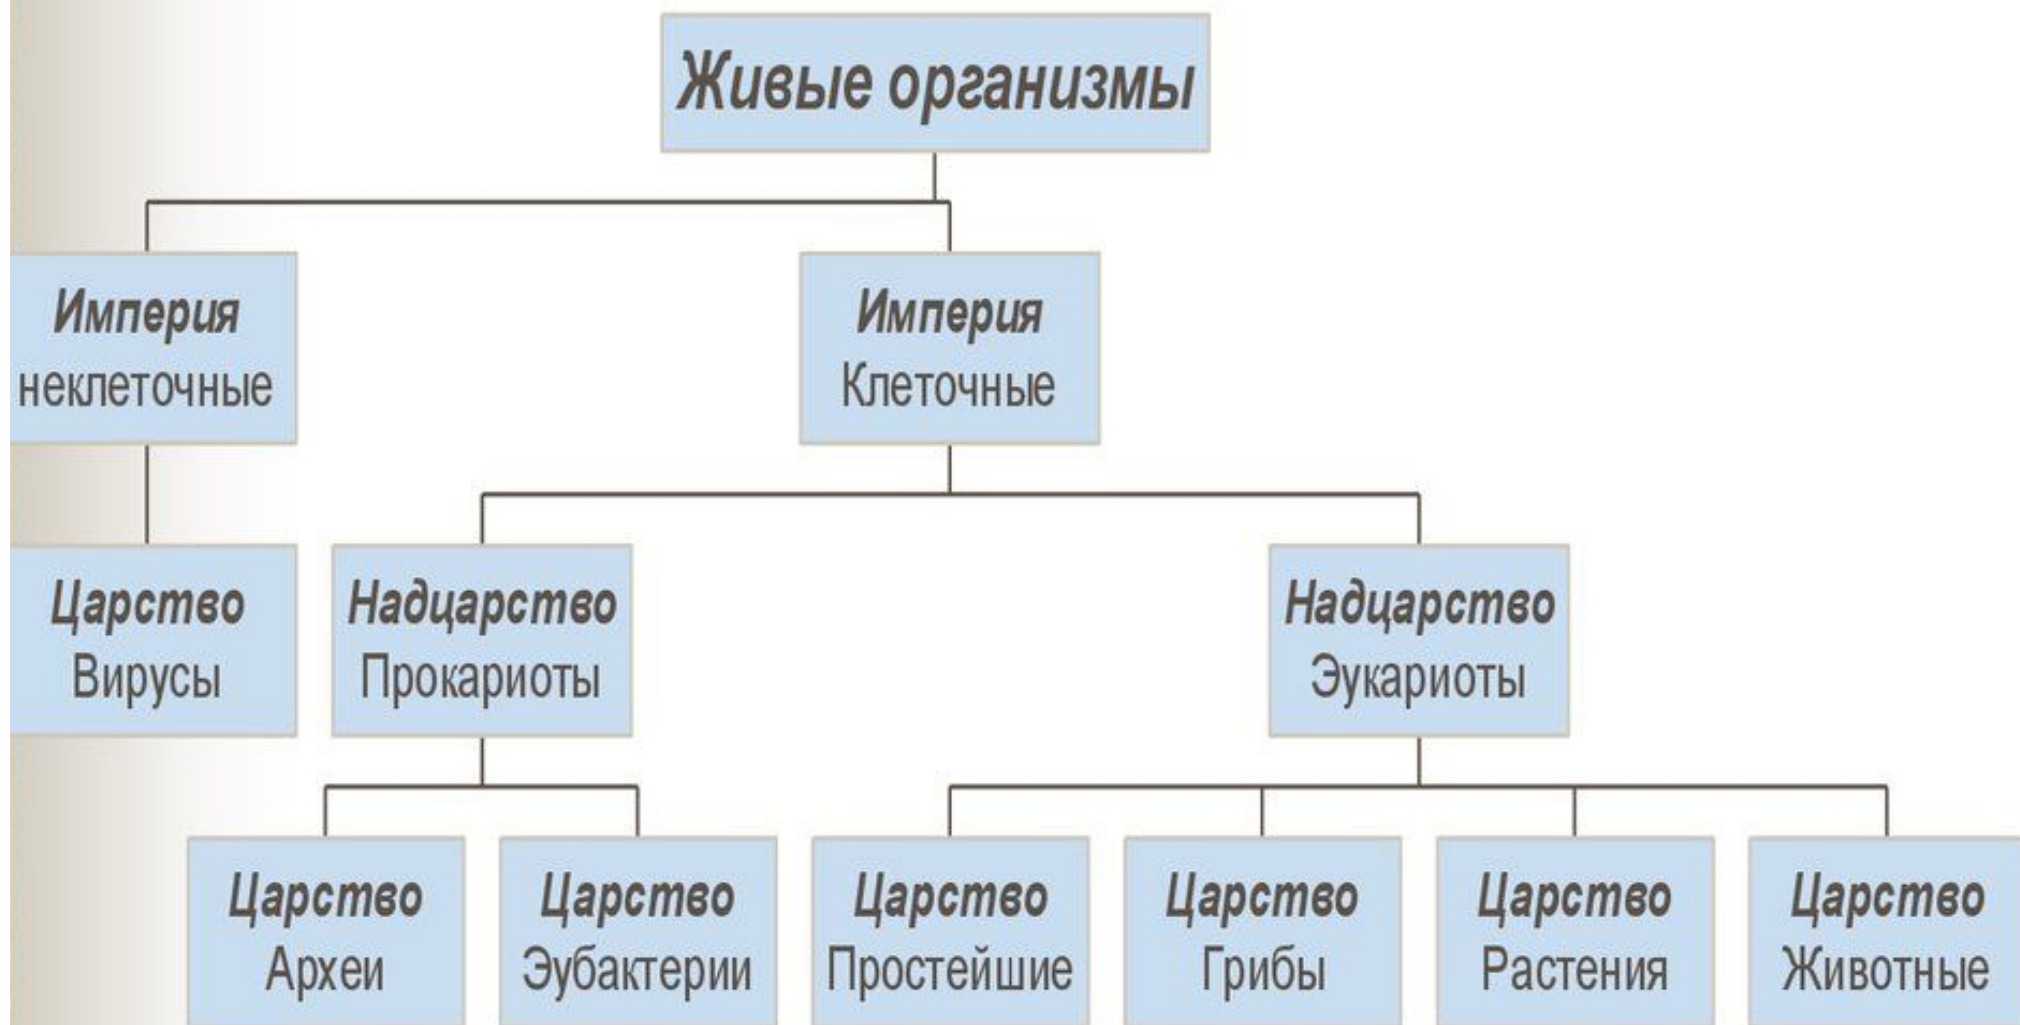 Живые организмы
Империя
неклеточные
Империя
Клеточные
Царство
Вирусы
Надцарство
Прокариоты
Надцарство
Эукариоты
Царство
Археи
Царство
Эубактерии
Царство
Простейшие
Царство
Грибы
Царство
Растения
Царство
Животные